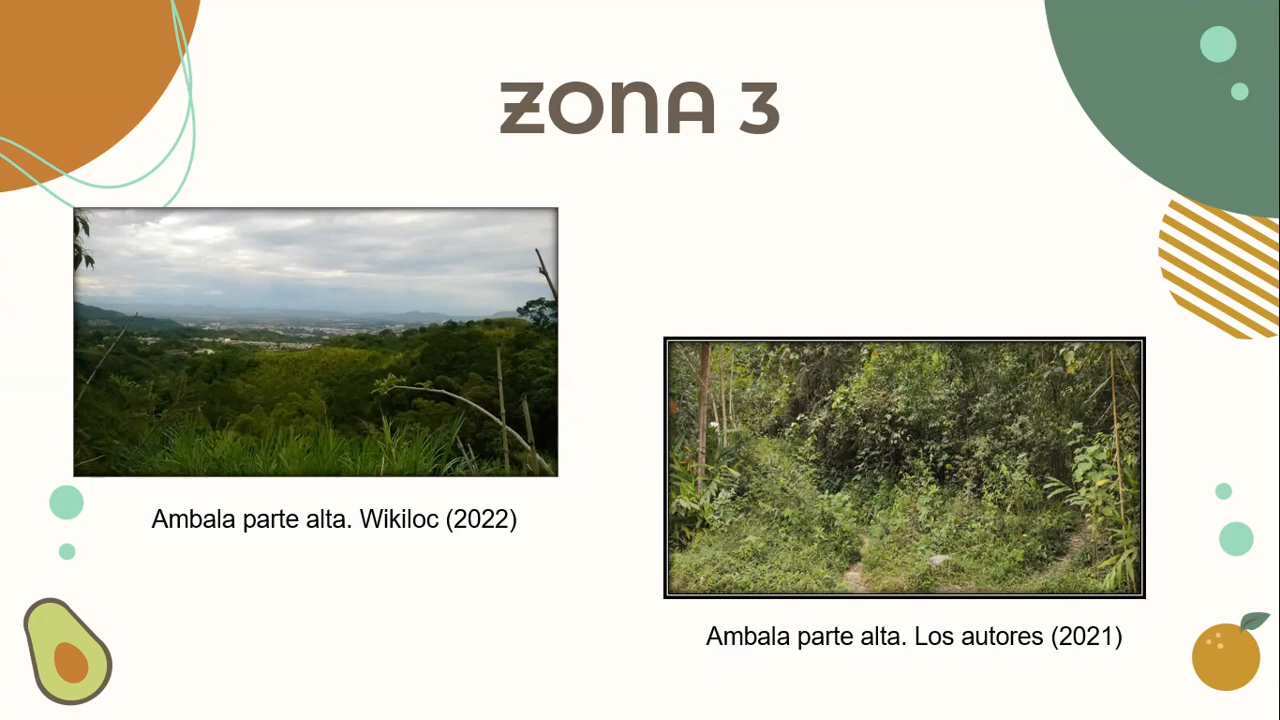 ZONA 3
Ambala parte alta. Wikiloc (2022)
Ambala parte alta. Los autores (2021)